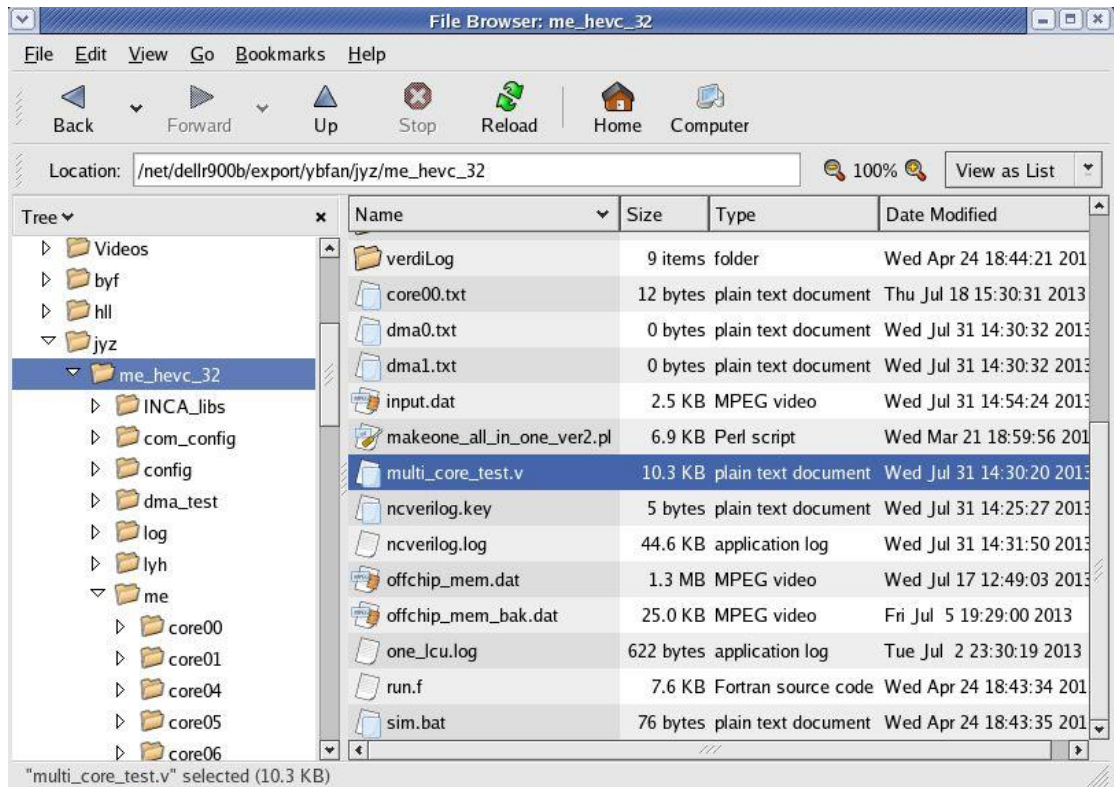 File Browser: me_hevc_32
File Edit View Go Bookmarks Help
Back Forward Up Stop Reload Home Computer
Location: /net/dellr900b/export/ybfan/jyz/me_hevc_32 100% View as List
Tree Name Size Type Date Modified
Videos
byf
hll
jyz
me_hevc_32
INCA_libs
com_config
config
dma_test
log
lyh
me
core00
core01
core04
core05
core06
verdiLog 9 items folder Wed Apr 24 18:44:21 201
core00.txt 12 bytes plain text document Thu Jul 18 15:30:31 2013
dma0.txt 0 bytes plain text document Wed Jul 31 14:30:32 2013
dma1.txt 0 bytes plain text document Wed Jul 31 14:30:32 2013
input.dat 2.5 KB MPEG video Wed Jul 31 14:54:24 2013
makeone_all_in_one_ver2.pl 6.9 KB Perl script Wed Mar 21 18:59:56 201
multi_core_test.v 10.3 KB plain text document Wed Jul 31 14:30:20 2013
ncverilog.key 5 bytes plain text document Wed Jul 31 14:25:27 2013
ncverilog.log 44.6 KB application log Wed Jul 31 14:31:50 2013
offchip_mem.dat 1.3 MB MPEG video Wed Jul 17 12:49:03 2013
offchip_mem_bak.dat 25.0 KB MPEG video Fri Jul 5 19:29:00 2013
one_lcu.log 622 bytes application log Tue Jul 2 23:30:19 2013
run.f 7.6 KB Fortran source code Wed Apr 24 18:43:34 201
sim.bat 76 bytes plain text document Wed Apr 24 18:43:35 201
"multi_core_test.v" selected (10.3 KB)